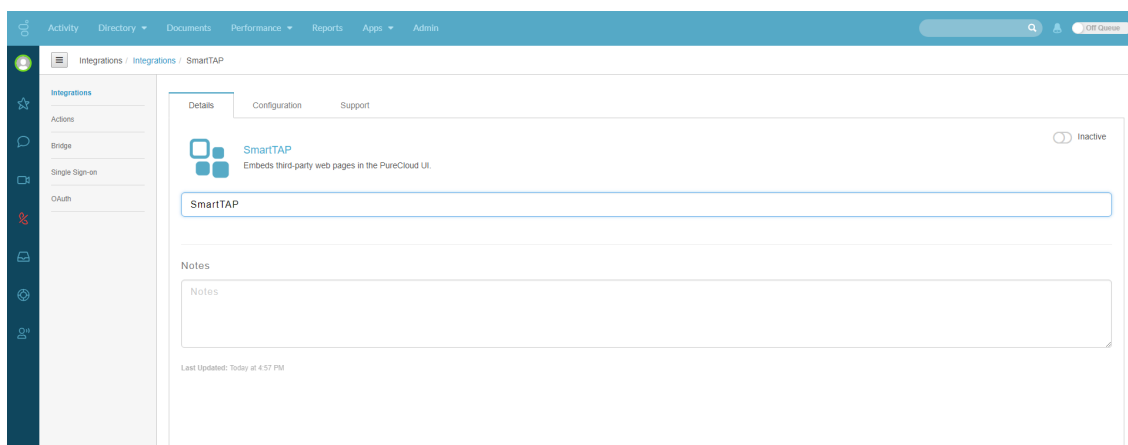 Activity Directory Documents Performance Reports Apps Admin Off Queue
Integrations / Integrations / SmartTAP
Integrations
Actions
Bridge
Single Sign-on
OAuth
Details Configuration Support
Inactive
SmartTAP
Embeds third-party web pages in the PureCloud UI.
SmartTAP
Notes
Notes
Last Updated: Today at 4:57 PM